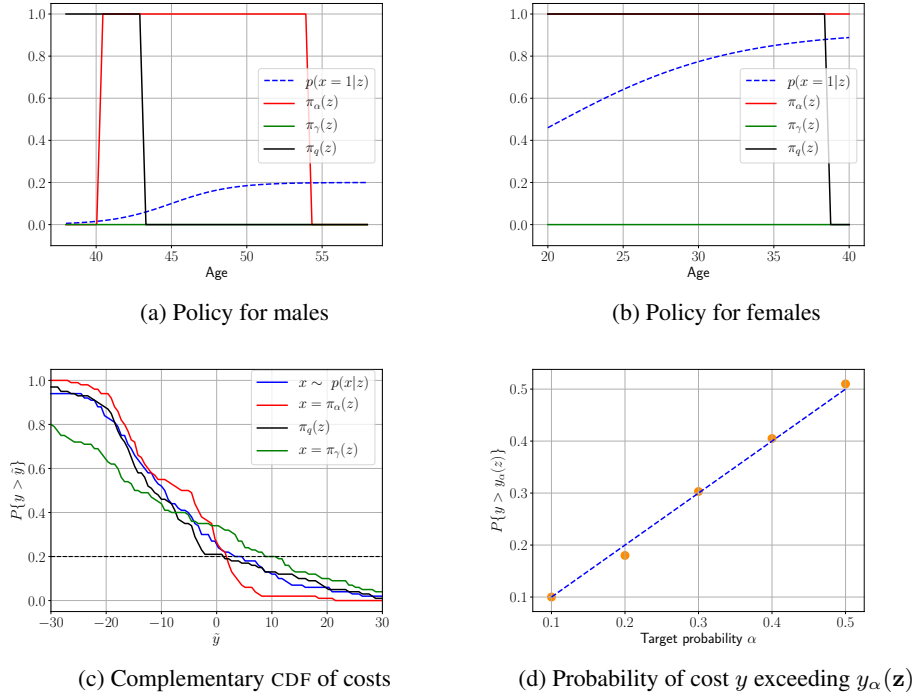 1.0
0.8
0.6
0.4
0.2
0.0
p(x = 1|z)
π_α(z)
π_γ(z)
π_q(z)
40 45 50 55
Age
(a) Policy for males
1.0
0.8
0.6
0.4
0.2
0.0
p(x = 1|z)
π_α(z)
π_γ(z)
π_q(z)
20 25 30 35 40
Age
(b) Policy for females
1.0
0.8
0.6
0.4
0.2
0.0
P{y > ỹ}
x ∼ p(x|z)
x = π_α(z)
π_q(z)
x = π_γ(z)
−30 −20 −10 0 10 20 30
ỹ
(c) Complementary CDF of costs
0.5
0.4
0.3
0.2
0.1
P{y > y_α(z)}
0.1 0.2 0.3 0.4 0.5
Target probability α
(d) Probability of cost y exceeding y_α(z)